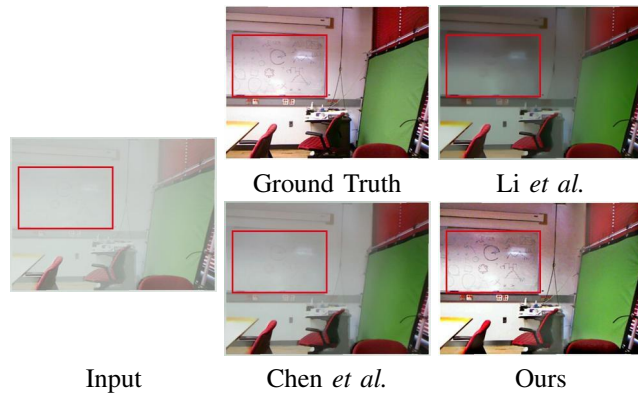 Ground Truth
Li et al.
Input
Chen et al.
Ours